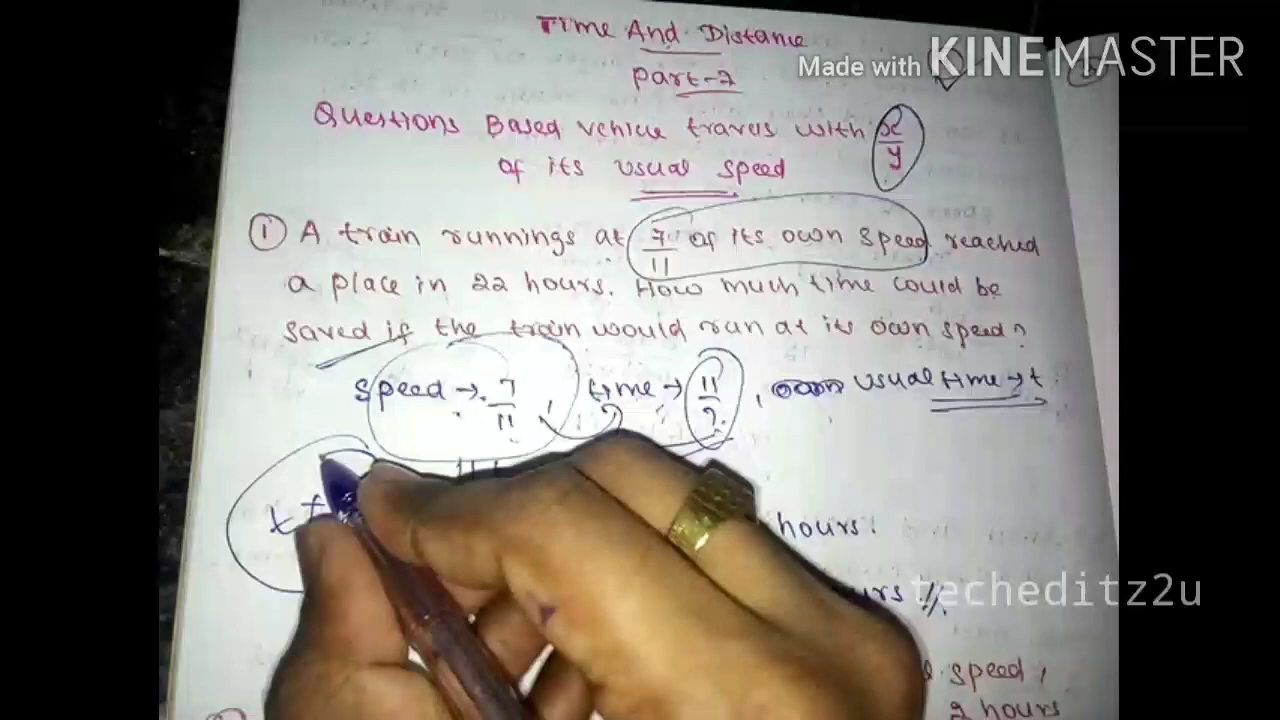 Time And Distance
Made with KINEMASTER
Part-7
Questions Based vehicle travels with x/y
of its usual speed
① A train runnings at 7/11 of its own speed reached
a place in 22 hours. How much time could be
saved if the train would run at its own speed?
Speed → 7/11, time → 11/7, usual time → t
t ×
hours.
techeditz2u
speed,
2 hours